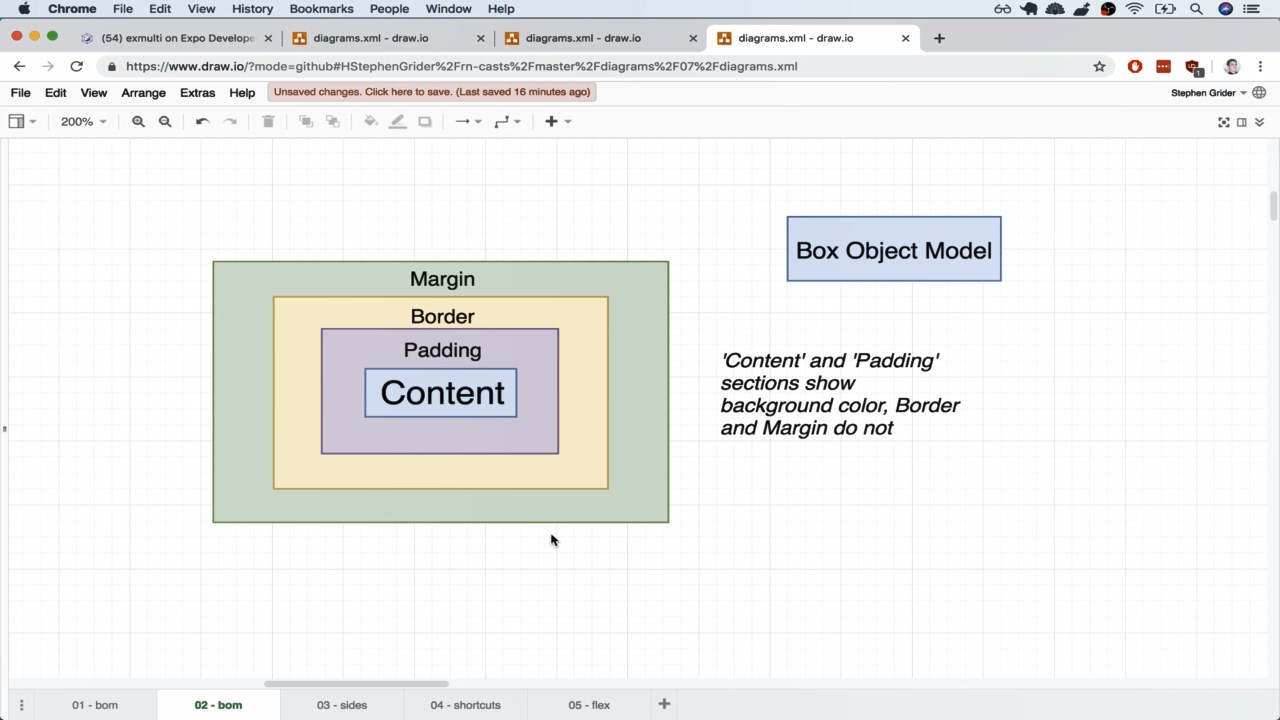 Chrome File Edit View History Bookmarks People Window Help
(54) exmulti on Expo Develope
diagrams.xml - draw.io
diagrams.xml - draw.io
diagrams.xml - draw.io
https://www.draw.io/?mode=github#HStephenGrider%2Frn-casts%2Fmaster%2Fdiagrams%2F07%2Fdiagrams.xml
1
File Edit View Arrange Extras Help
Unsaved changes. Click here to save. (Last saved 16 minutes ago)
Stephen Grider
200%
Box Object Model
Margin
Border
Padding
Content
'Content' and 'Padding'
sections show
background color, Border
and Margin do not
01 - bom
02 - bom
03 - sides
04 - shortcuts
05 - flex